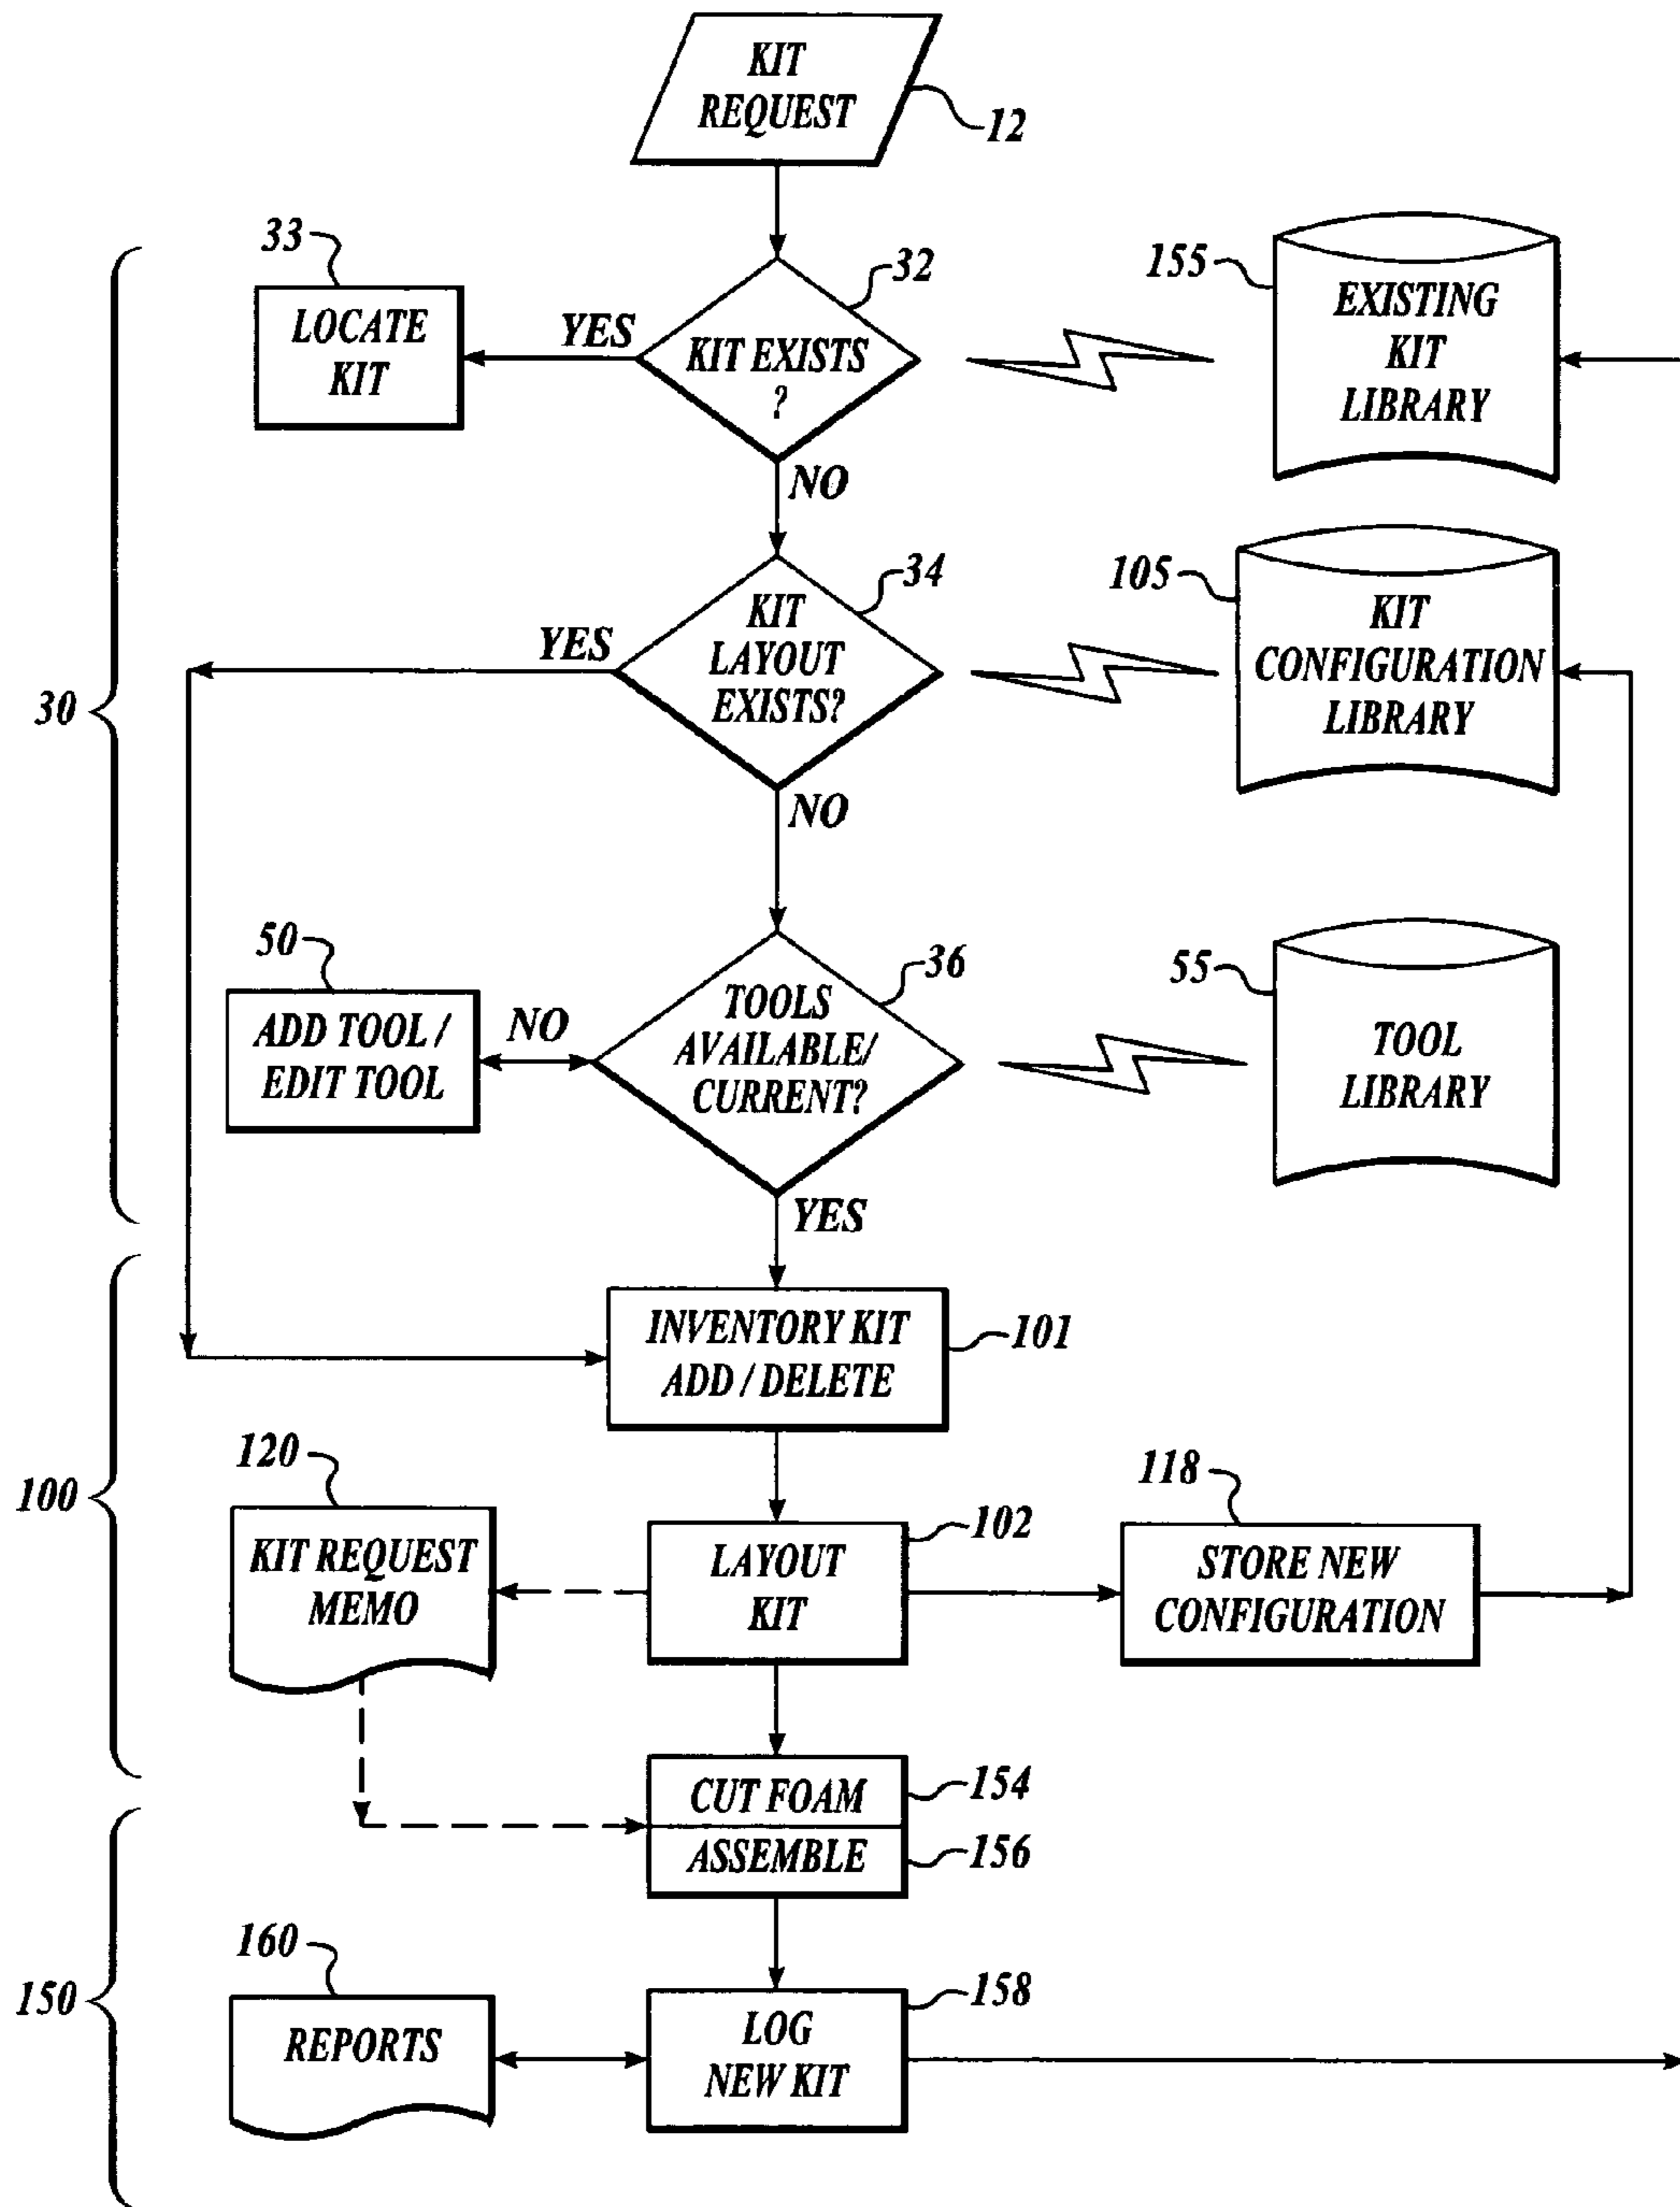 KIT
REQUEST
12
33
32
155
LOCATE
KIT
YES
KIT EXISTS
?
EXISTING
KIT
LIBRARY
NO
34
105
YES
KIT
LAYOUT
EXISTS?
KIT
CONFIGURATION
LIBRARY
30
NO
50
36
55
ADD TOOL /
EDIT TOOL
NO
TOOLS
AVAILABLE/
CURRENT?
TOOL
LIBRARY
YES
INVENTORY KIT
ADD / DELETE
101
100
120
102
118
KIT REQUEST
MEMO
LAYOUT
KIT
STORE NEW
CONFIGURATION
CUT FOAM
154
ASSEMBLE
156
150
160
158
REPORTS
LOG
NEW KIT